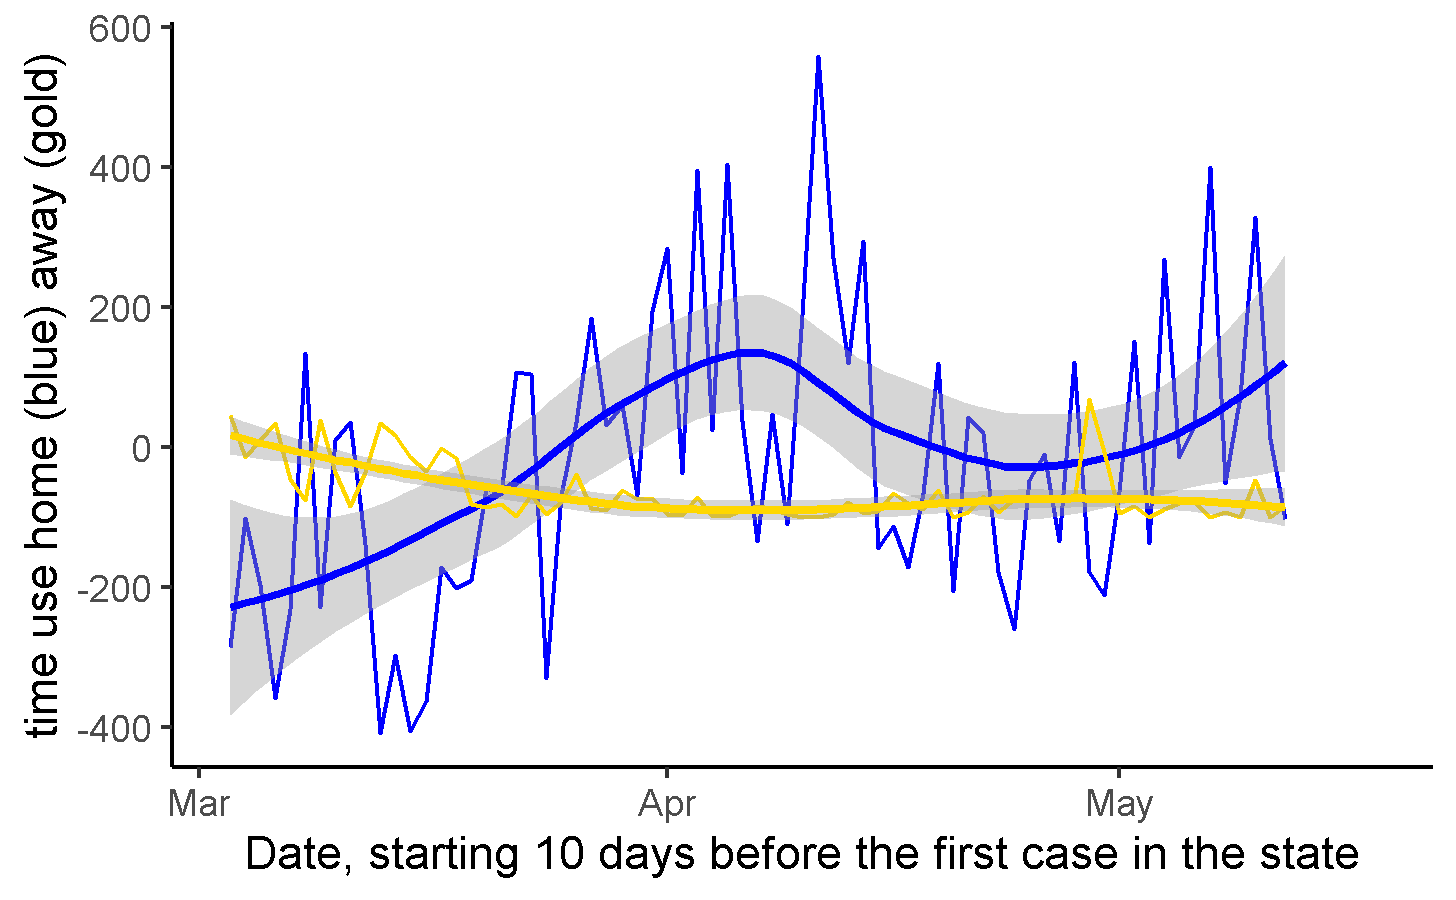 time use home (blue) away (gold)
600
400
200
0
-200
-400
Mar
Apr
May
Date, starting 10 days before the first case in the state